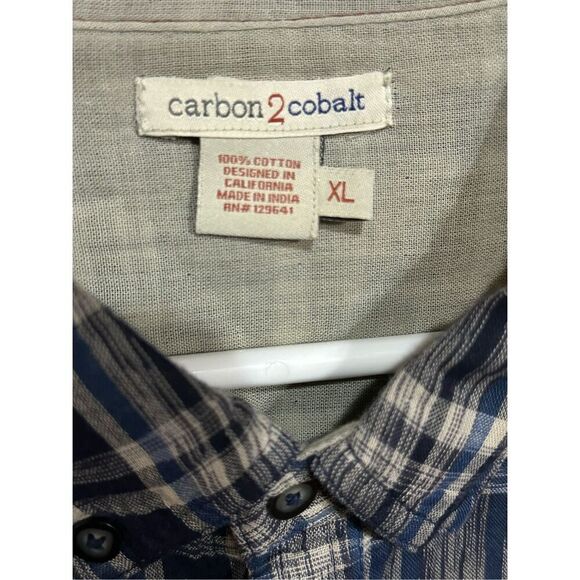 carbon2cobalt
100% COTTON
DESIGNED IN
CALIFORNIA
MADE IN INDIA
RN# 129641
XL